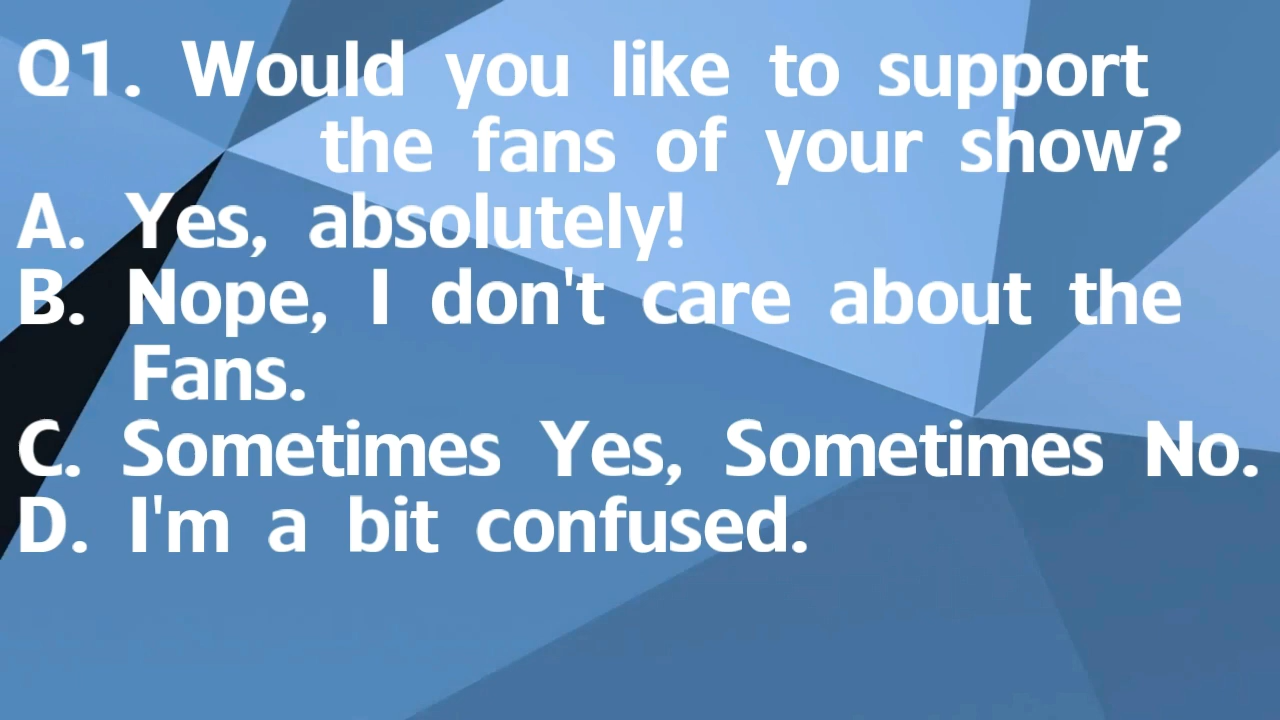 Q1. Would you like to support
the fans of your show?
A. Yes, absolutely!
B. Nope, I don't care about the
Fans.
C. Sometimes Yes, Sometimes No.
D. I'm a bit confused.